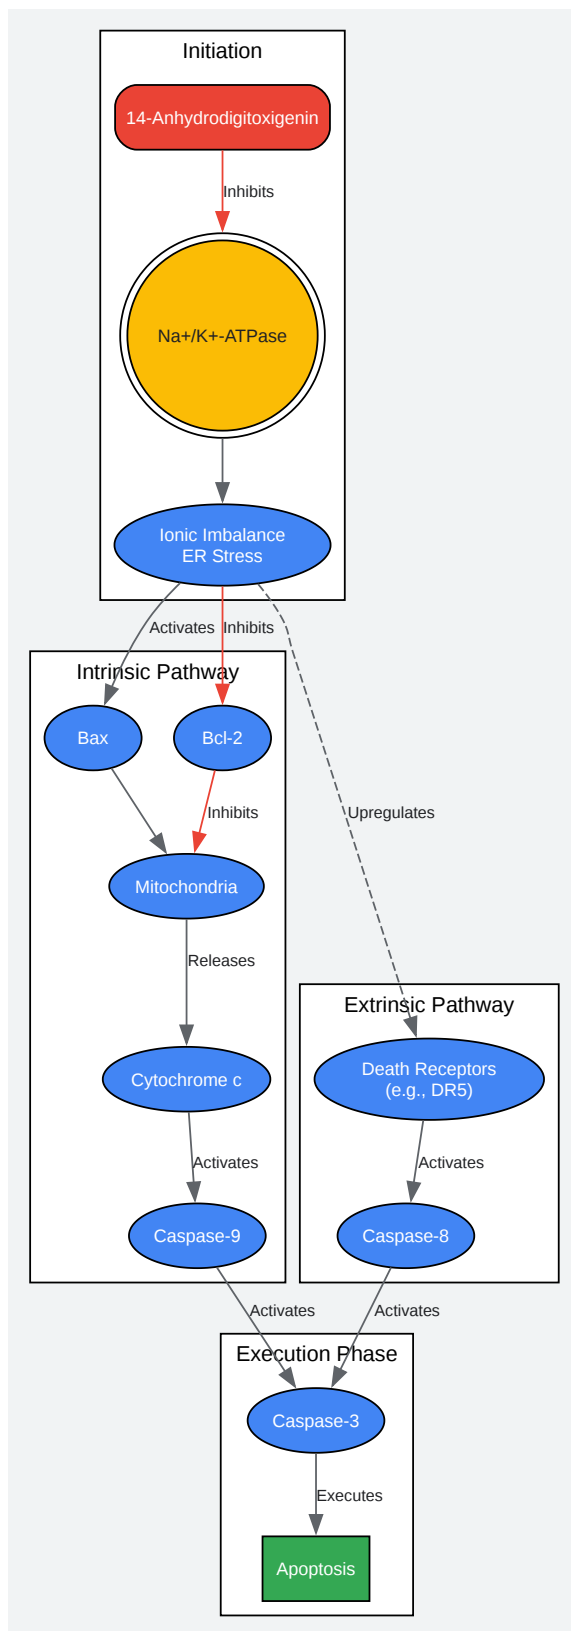 Initiation
14-Anhydrodigitoxigenin
Inhibits
Na+/K+-ATPase
Ionic Imbalance
ER Stress
Activates
Inhibits
Intrinsic Pathway
Bax
Bcl-2
Inhibits
Upregulates
Mitochondria
Releases
Extrinsic Pathway
Cytochrome c
Death Receptors
(e.g., DR5)
Activates
Activates
Caspase-9
Caspase-8
Activates
Activates
Execution Phase
Caspase-3
Executes
Apoptosis